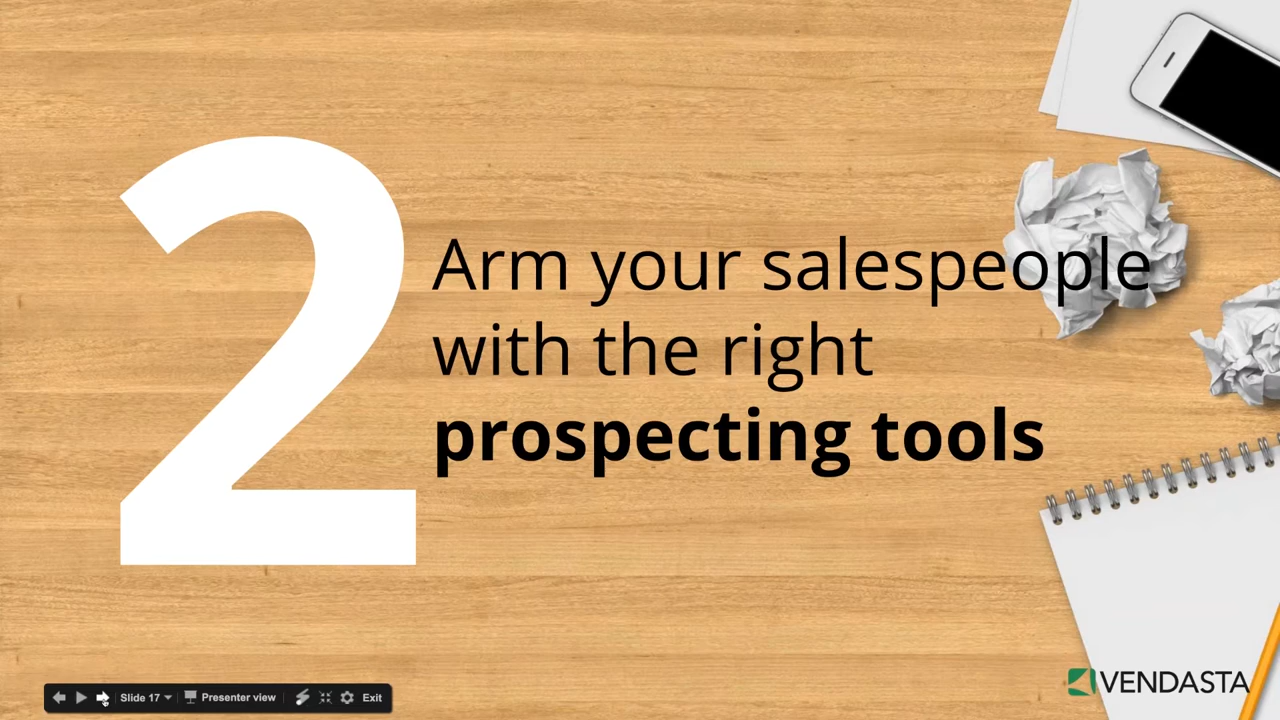 2
Arm your salespeople
with the right
prospecting tools
Slide 17
Presenter view
Exit
VENDASTA